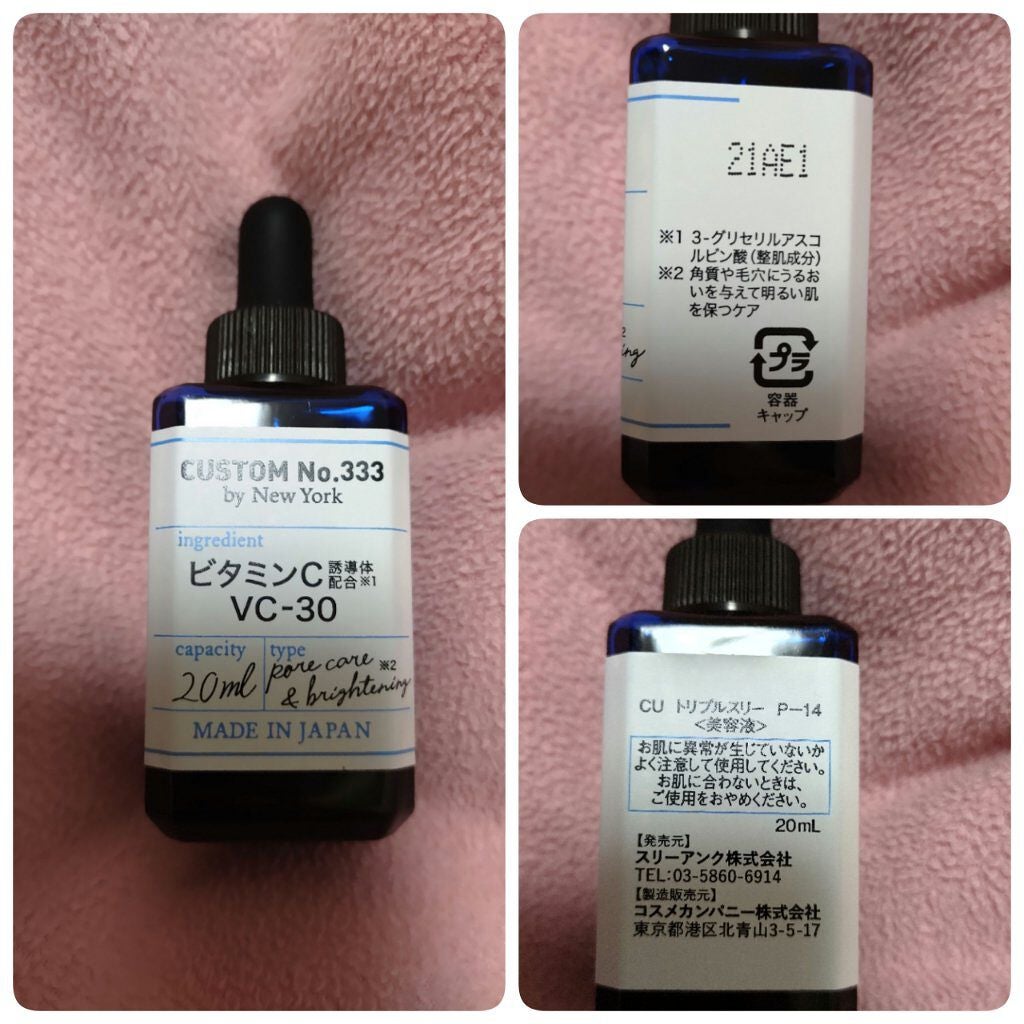 CUSTOM No.333
by New York
ingredient
ビタミンC 誘導体
配合※1
VC-30
capacity
20ml
type
pore care ※2
& brightening
MADE IN JAPAN
21AE1
※1 3-グリセリルアスコ
ルビン酸(整肌成分)
※2 角質や毛穴にうるお
いを与えて明るい肌
を保つケア
2
ing
プラ
容器
キャップ
CU トリプルスリー P-14
<美容液>
お肌に異常が生じていないか
よく注意して使用してください。
お肌に合わないときは、
ご使用をおやめください。
20mL
【発売元】
スリーアンク株式会社
TEL:03-5860-6914
【製造販売元】
コスメカンパニー株式会社
東京都港区北青山3-5-17